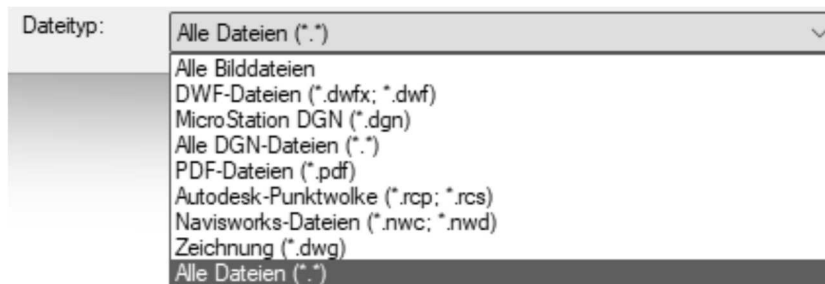 Dateityp:
Alle Dateien (*.*)
Alle Bilddateien
DWF-Dateien (*.dwfx; *.dwf)
MicroStation DGN (*.dgn)
Alle DGN-Dateien (*.*)
PDF-Dateien (*.pdf)
Autodesk-Punktwolke (*.rcp; *.rcs)
Navisworks-Dateien (*.nwc; *.nwd)
Zeichnung (*.dwg)
Alle Dateien (*.*)